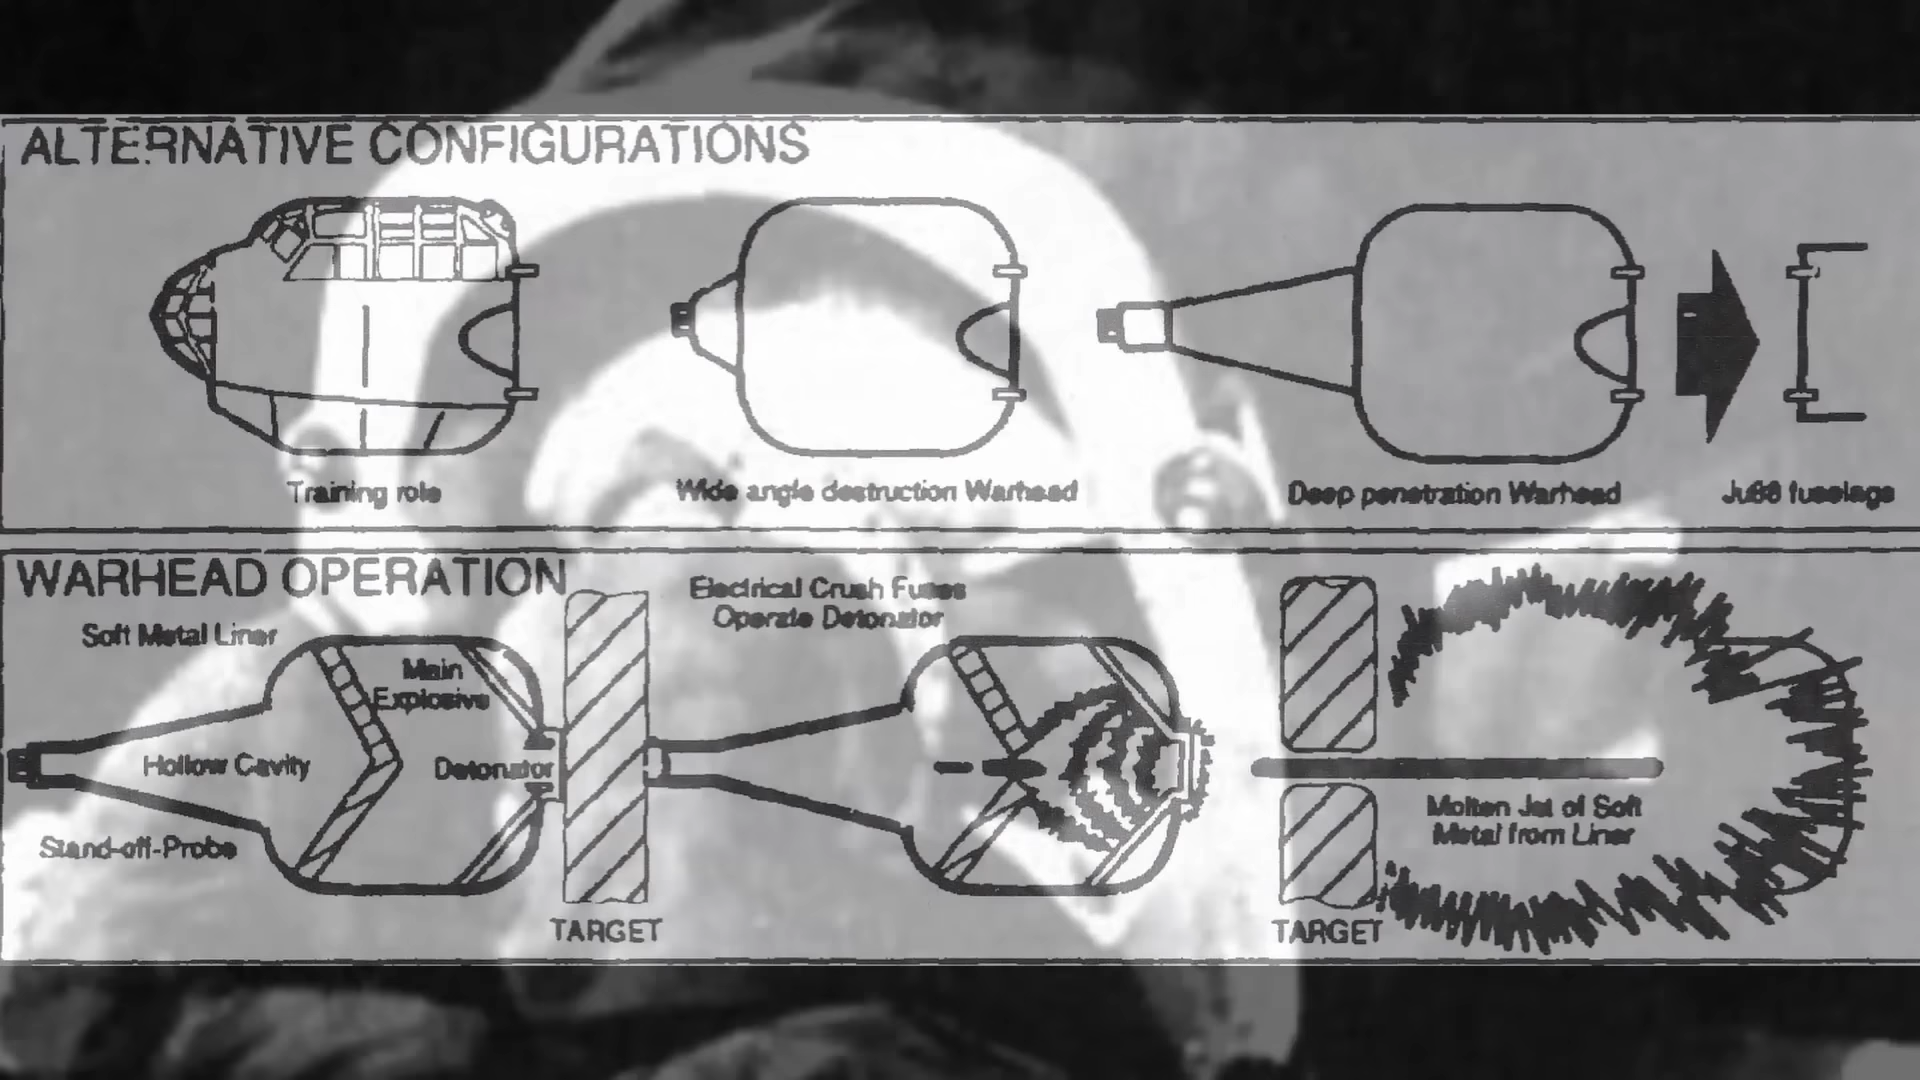 ALTERNATIVE CONFIGURATIONS
Training role
Wide angle destruction Warhead
Deep penetration Warhead
Ju88 fuselage
WARHEAD OPERATION
Soft Metal Liner
Main
Explosive
Hollow Cavity
Detonator
Stand-off-Probe
TARGET
Electrical Crush Fuses
Operate Detonator
Molten Jet of Soft
Metal from Liner
TARGET